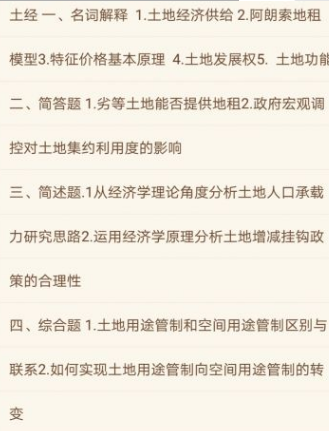 土经 一、名词解释 1.土地经济供给 2.阿朗索地租
模型3.特征价格基本原理 4.土地发展权5. 土地功能
二、简答题 1.劣等土地能否提供地租2.政府宏观调
控对土地集约利用度的影响
三、简述题.1从经济学理论角度分析土地人口承载
力研究思路2.运用经济学原理分析土地增减挂钩政
策的合理性
四、综合题 1.土地用途管制和空间用途管制区别与
联系2.如何实现土地用途管制向空间用途管制的转
变